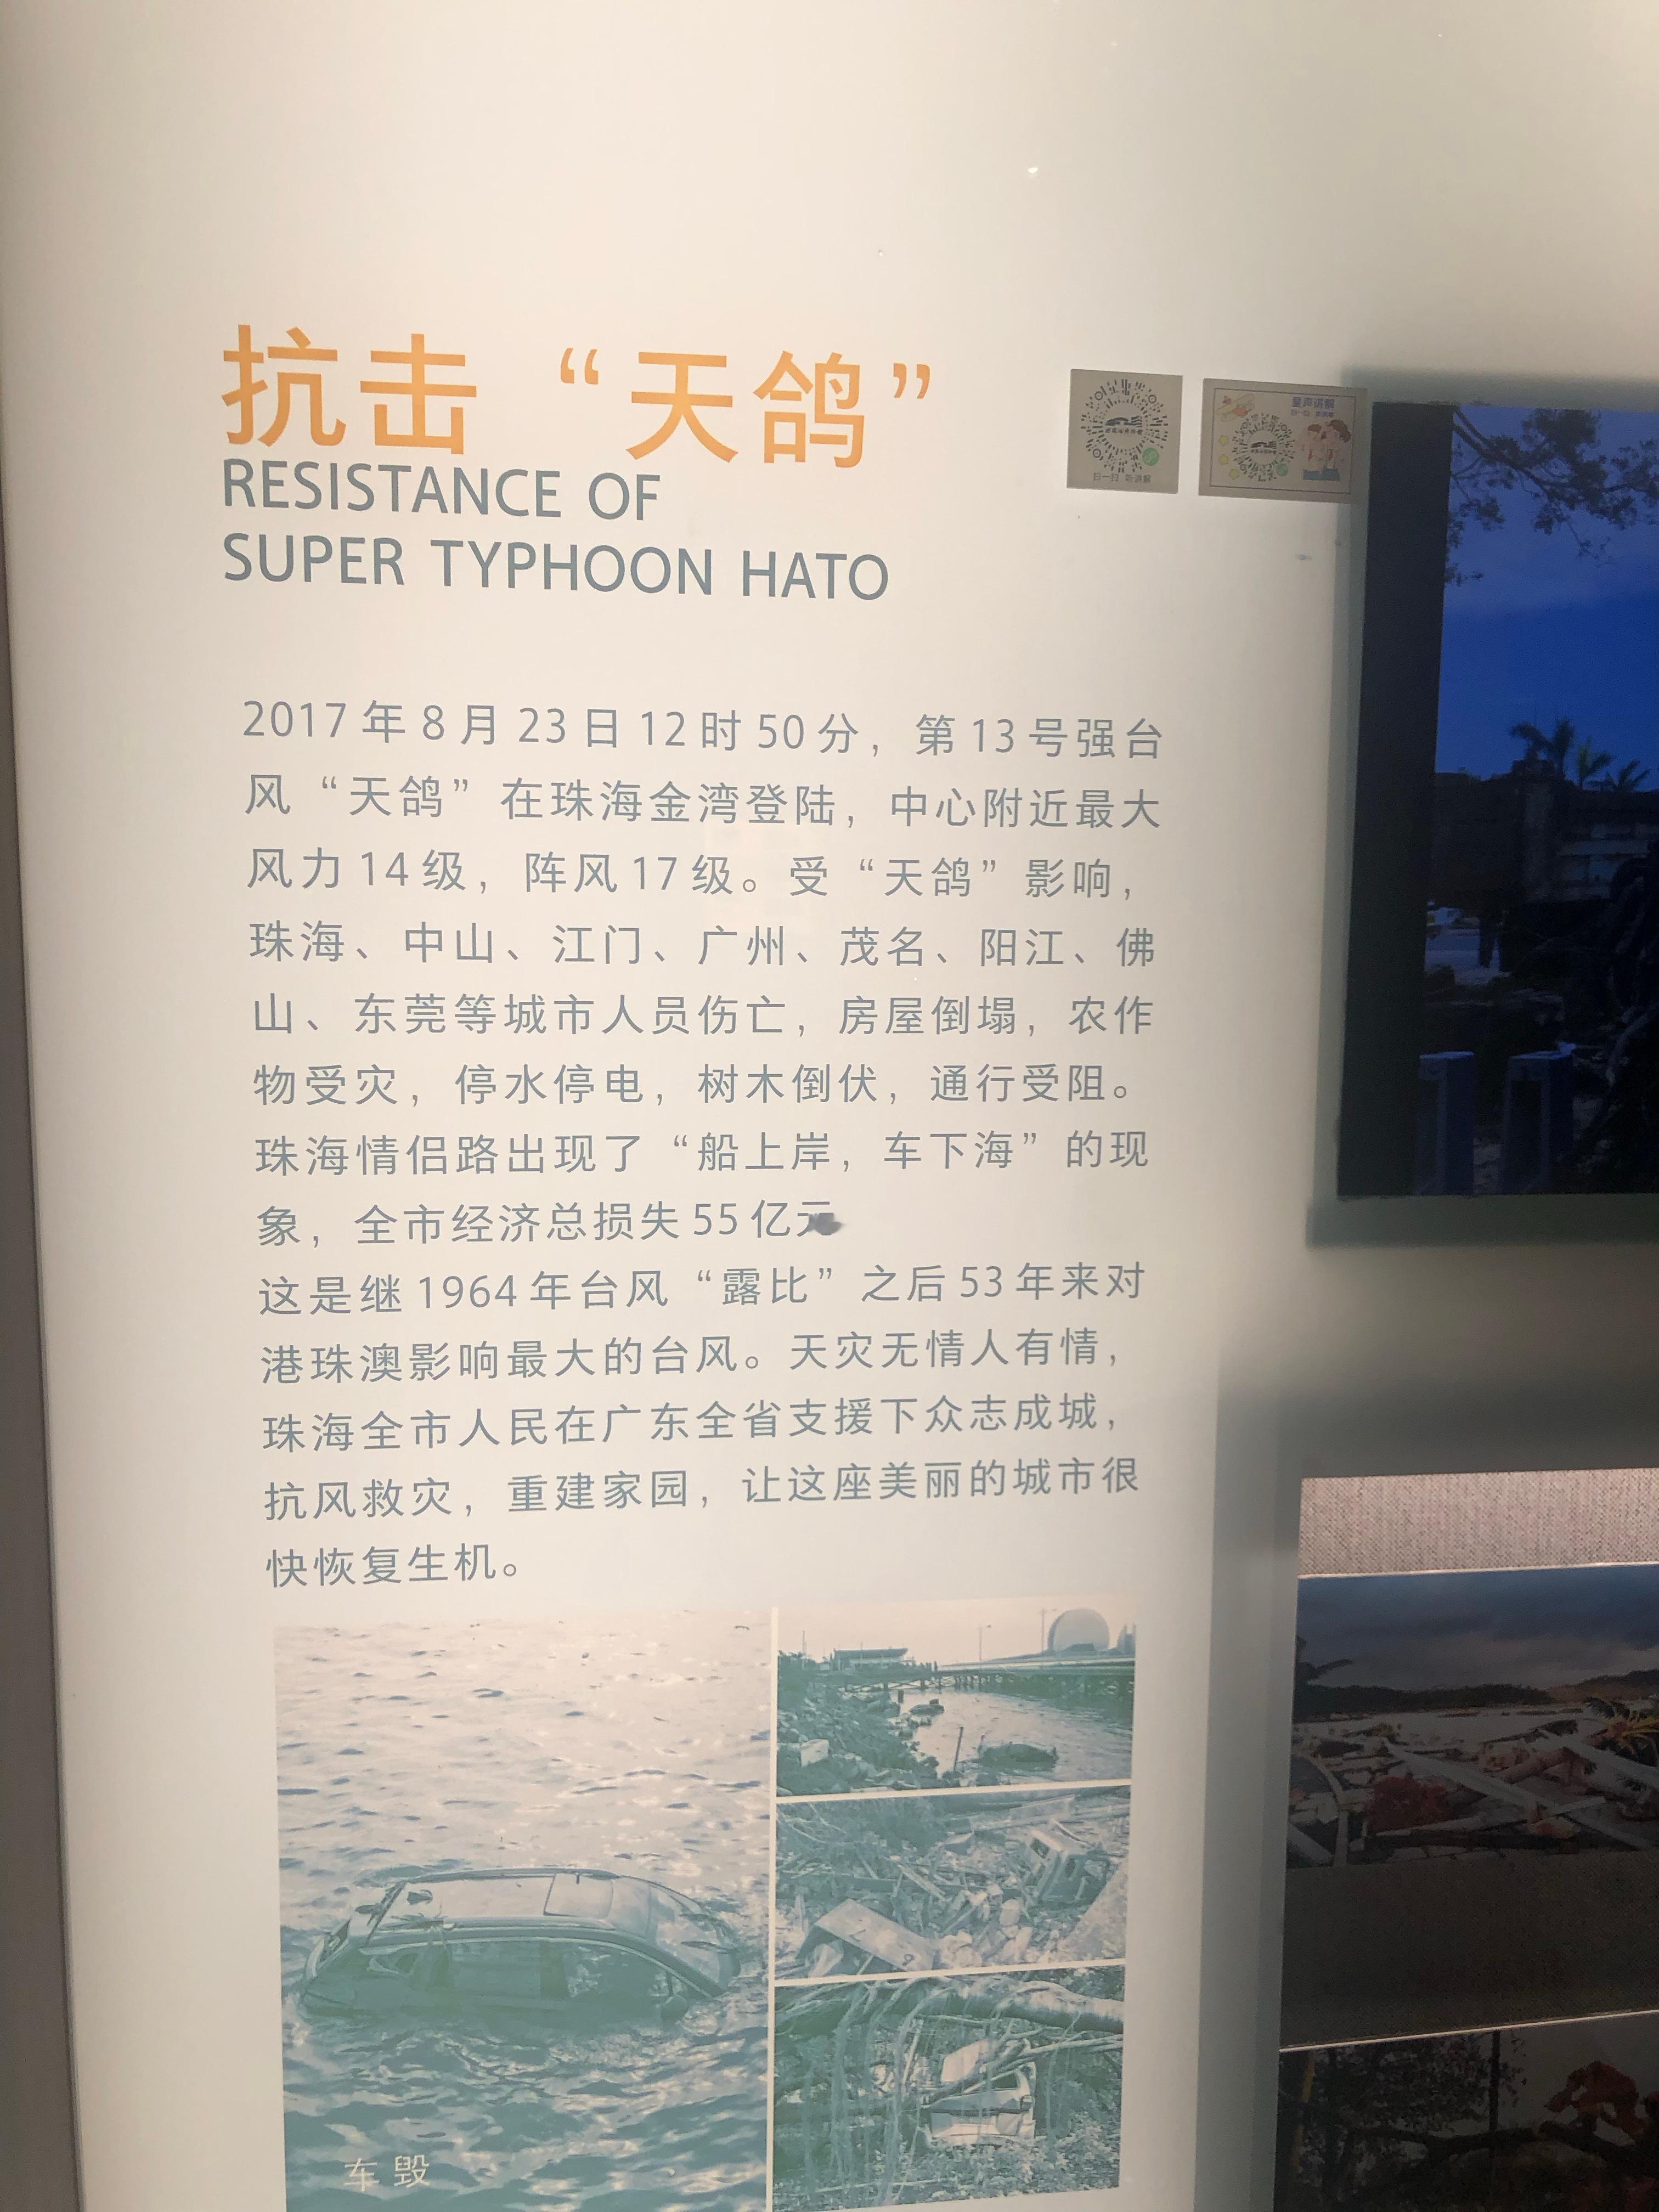 抗击“天鸽”
RESISTANCE OF
SUPER TYPHOON HATO
扫一扫 听讲解
童声讲解
2017年8月23日12时50分，第13号强台
风“天鸽”在珠海金湾登陆，中心附近最大
风力14级，阵风17级。受“天鸽”影响，
珠海、中山、江门、广州、茂名、阳江、佛
山、东莞等城市人员伤亡，房屋倒塌，农作
物受灾，停水停电，树木倒伏，通行受阻。
珠海情侣路出现了“船上岸，车下海”的现
象，全市经济总损失55亿元
这是继1964年台风“露比”之后53年来对
港珠澳影响最大的台风。天灾无情人有情，
珠海全市人民在广东全省支援下众志成城，
抗风救灾，重建家园，让这座美丽的城市很
快恢复生机。
车毁